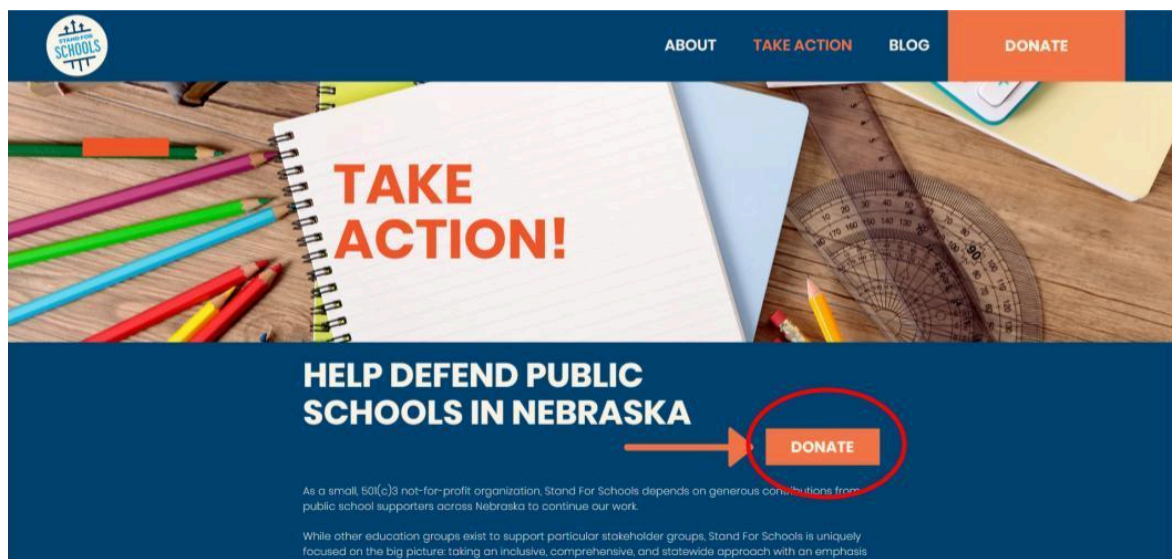 STAND FOR
SCHOOLS
ABOUT TAKE ACTION BLOG DONATE
TAKE
ACTION!
HELP DEFEND PUBLIC
SCHOOLS IN NEBRASKA
DONATE
As a small, 501(c)3 not-for-profit organization, Stand For Schools depends on generous contributions from
public school supporters across Nebraska to continue our work.
While other education groups exist to support particular stakeholder groups, Stand For Schools is uniquely
focused on the big picture: taking an inclusive, comprehensive, and statewide approach with an emphasis